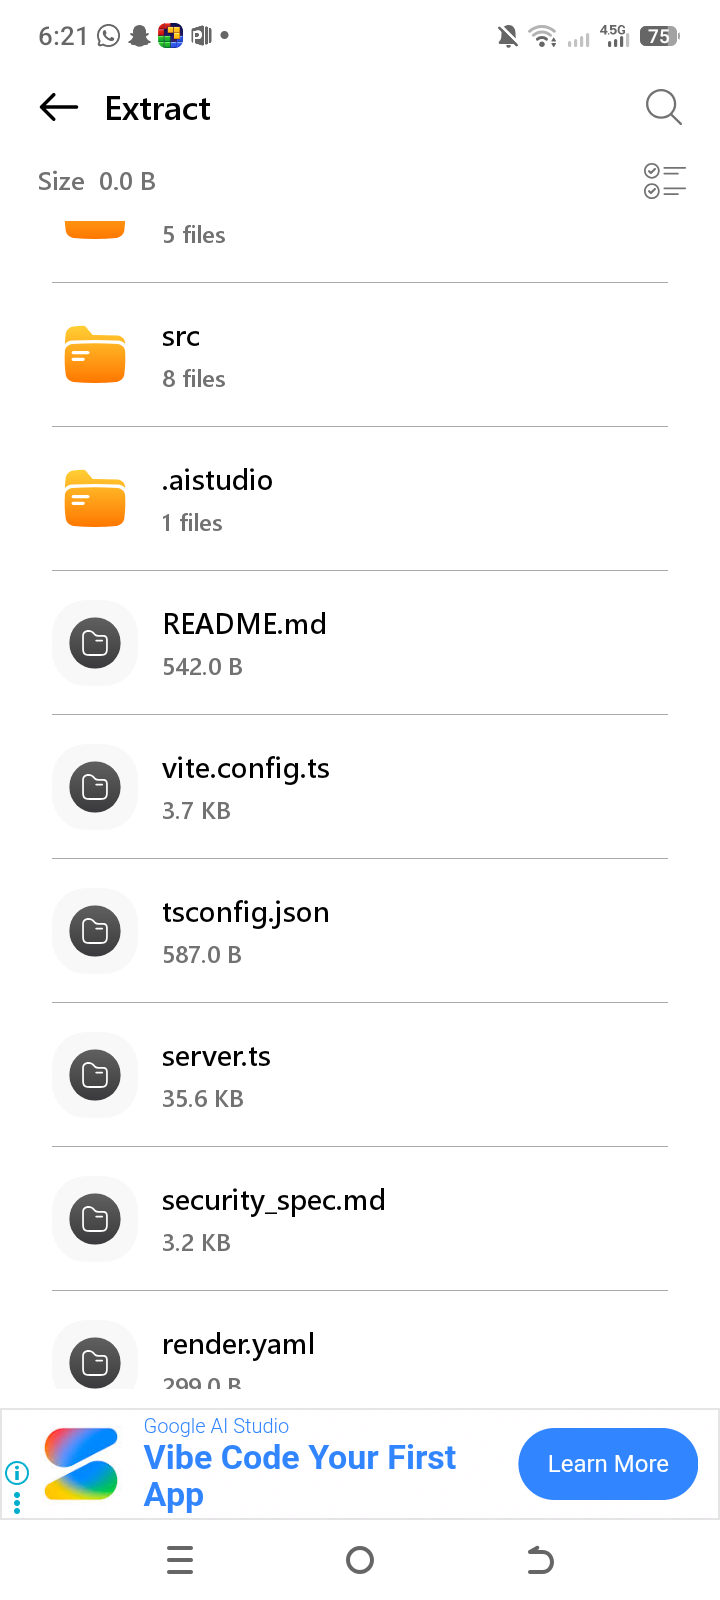 6:21
4.5G
75
Extract
Size 0.0 B
5 files
src
8 files
.aistudio
1 files
README.md
542.0 B
vite.config.ts
3.7 KB
tsconfig.json
587.0 B
server.ts
35.6 KB
security_spec.md
3.2 KB
render.yaml
299.0 B
Google AI Studio
Vibe Code Your First
App
Learn More